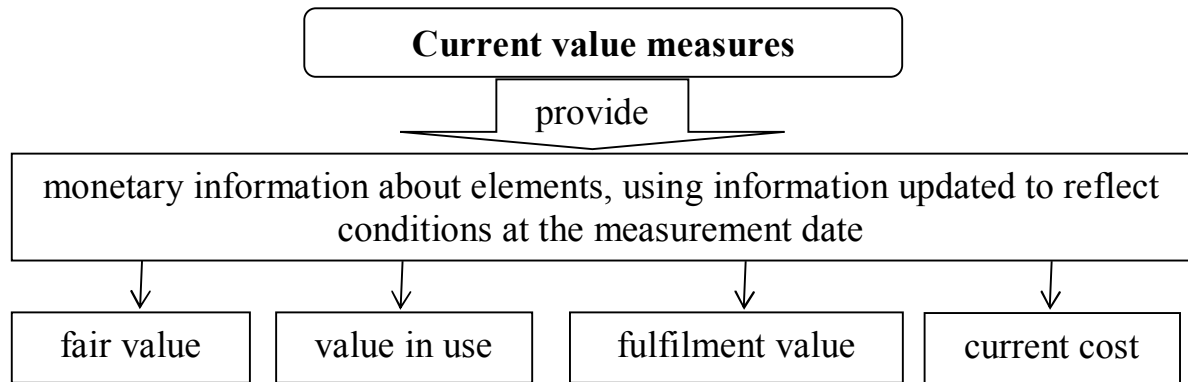 Current value measures
provide
monetary information about elements, using information updated to reflect
conditions at the measurement date
fair value
value in use
fulfilment value
current cost